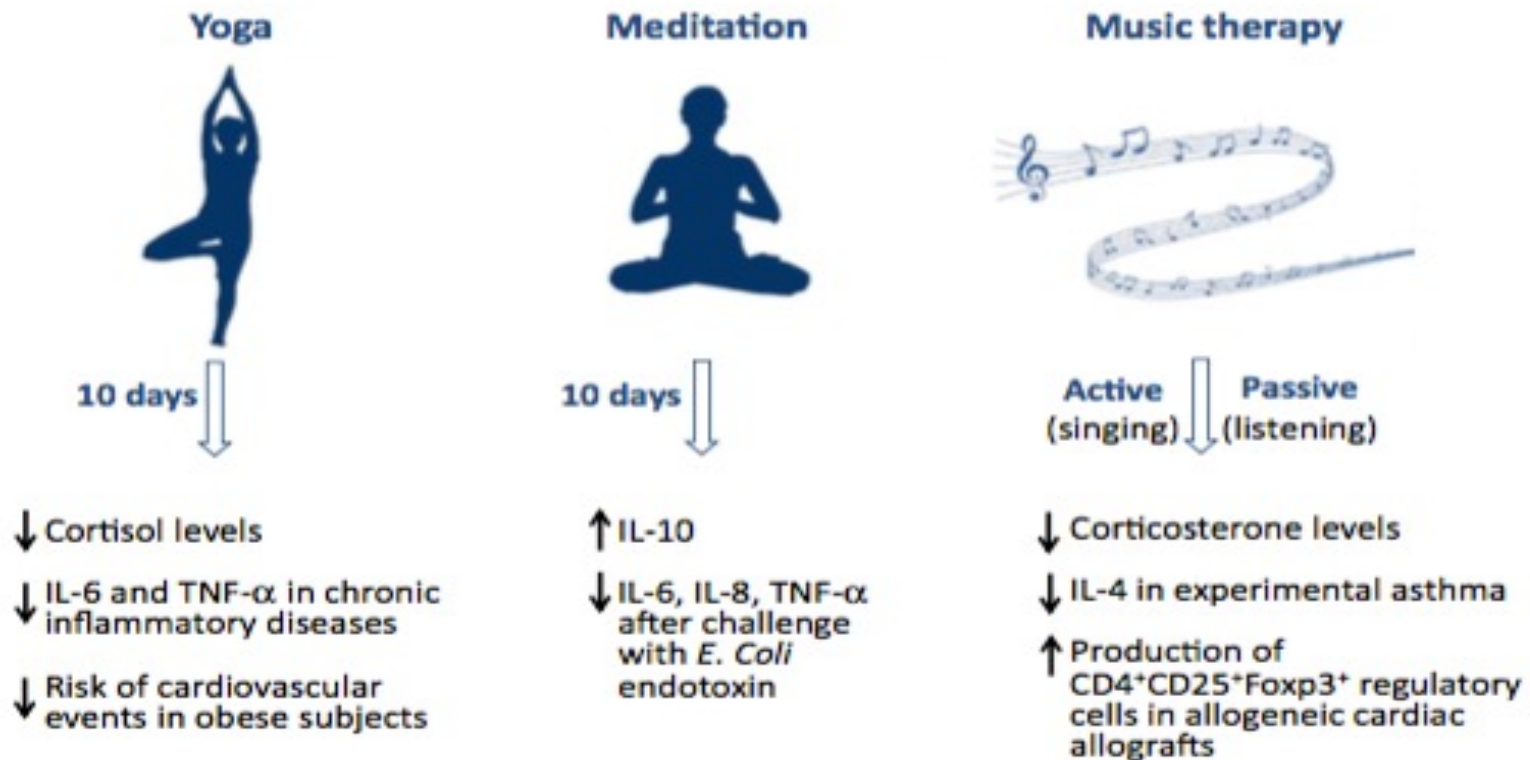 Yoga
10 days
↓ Cortisol levels
↓ IL-6 and TNF-α in chronic
inflammatory diseases
↓ Risk of cardiovascular
events in obese subjects
Meditation
10 days
↑ IL-10
↓ IL-6, IL-8, TNF-α
after challenge
with E. Coli
endotoxin
Music therapy
Active
(singing)
Passive
(listening)
↓ Corticosterone levels
↓ IL-4 in experimental asthma
↑ Production of
CD4⁺CD25⁺Foxp3⁺ regulatory
cells in allogeneic cardiac
allografts